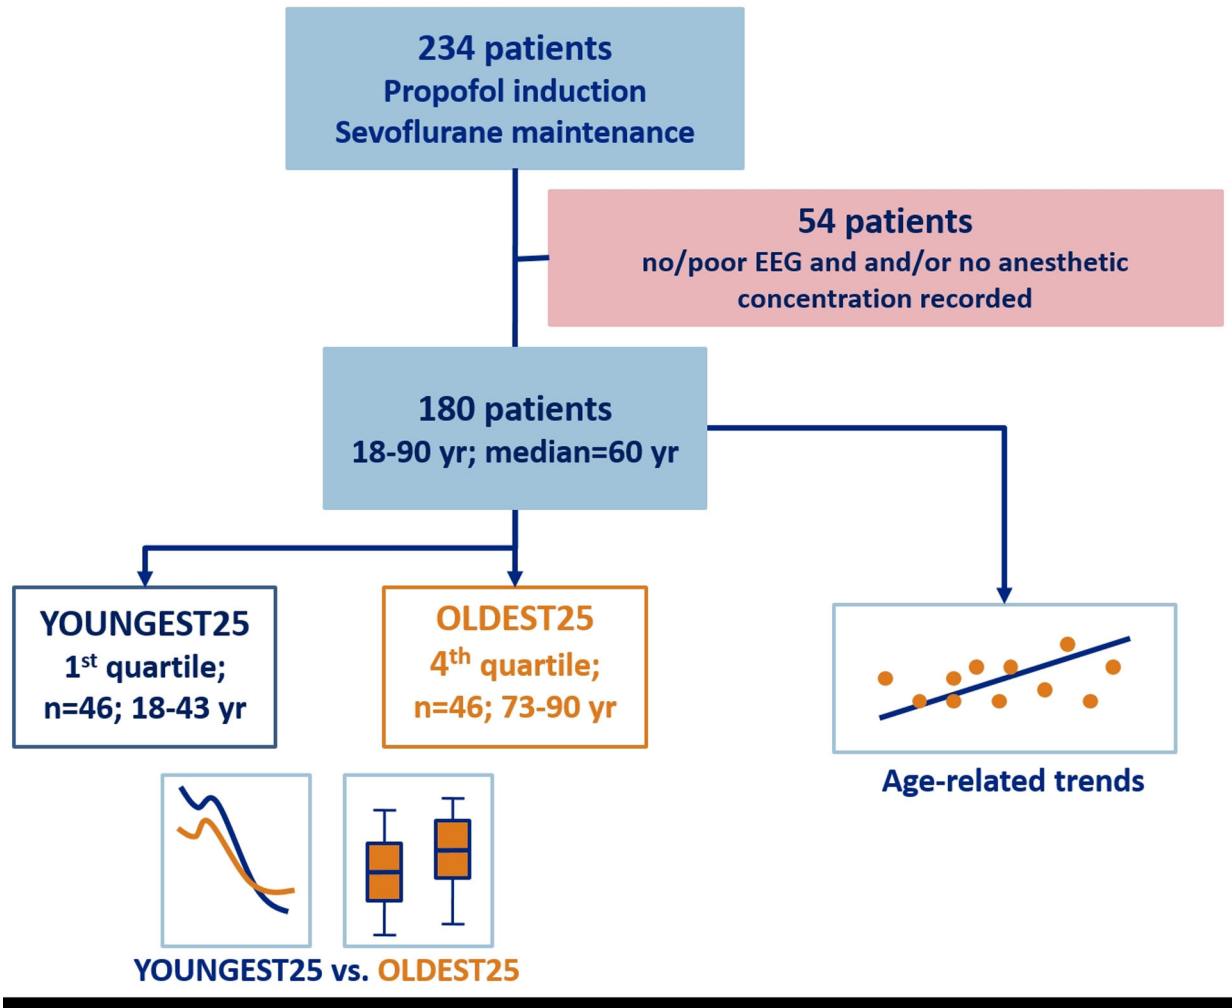 234 patients
Propofol induction
Sevoflurane maintenance
54 patients
no/poor EEG and and/or no anesthetic
concentration recorded
180 patients
18-90 yr; median=60 yr
YOUNGEST25
1st quartile;
n=46; 18-43 yr
OLDEST25
4th quartile;
n=46; 73-90 yr
Age-related trends
YOUNGEST25 vs. OLDEST25